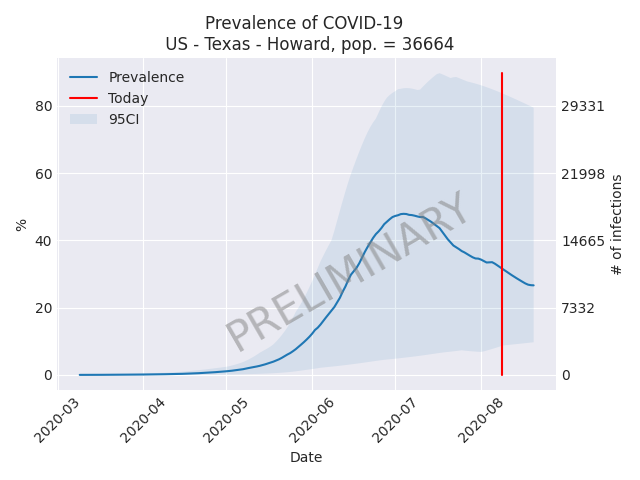 Prevalence of COVID-19
US - Texas - Howard, pop. = 36664
Prevalence
Today
95CI
80
60
40
20
0
%
29331
21998
14665
7332
0
# of infections
PRELIMINARY
2020-03
2020-04
2020-05
2020-06
2020-07
2020-08
Date